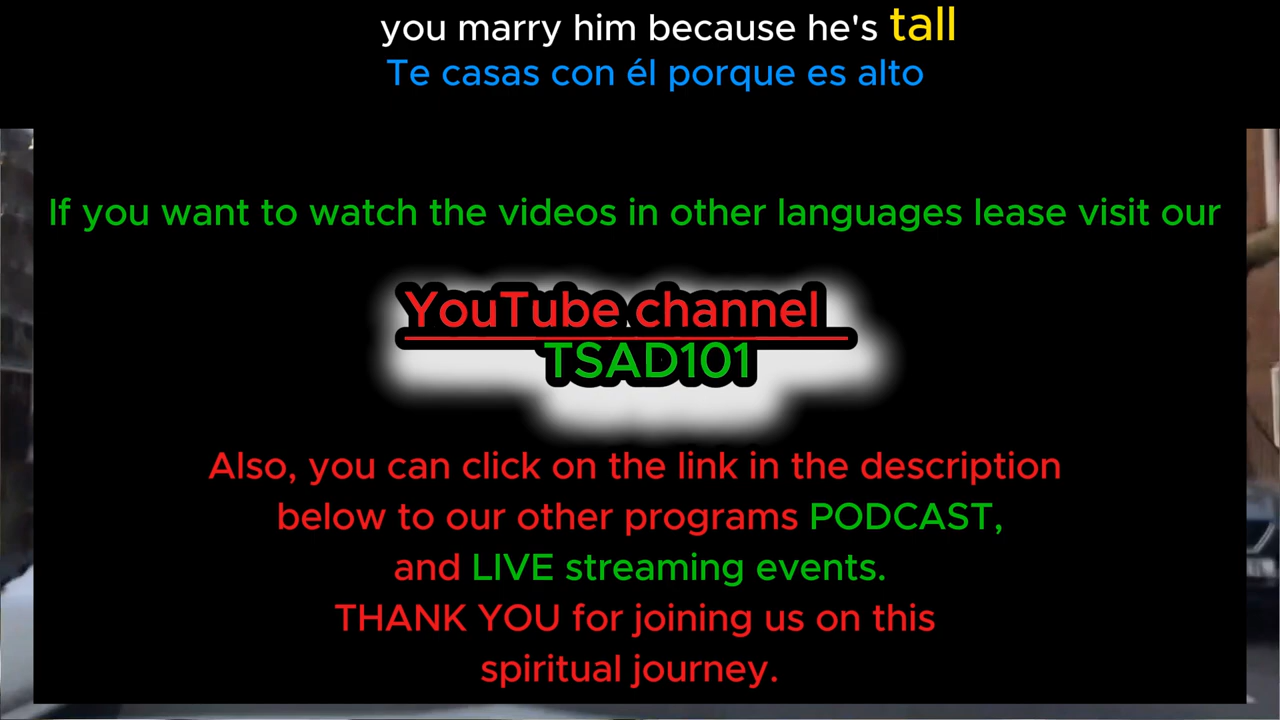 you marry him because he's tall
Te casas con él porque es alto
If you want to watch the videos in other languages lease visit our
YouTube channel
TSAD101
Also, you can click on the link in the description
below to our other programs PODCAST,
and LIVE streaming events.
THANK YOU for joining us on this
spiritual journey.